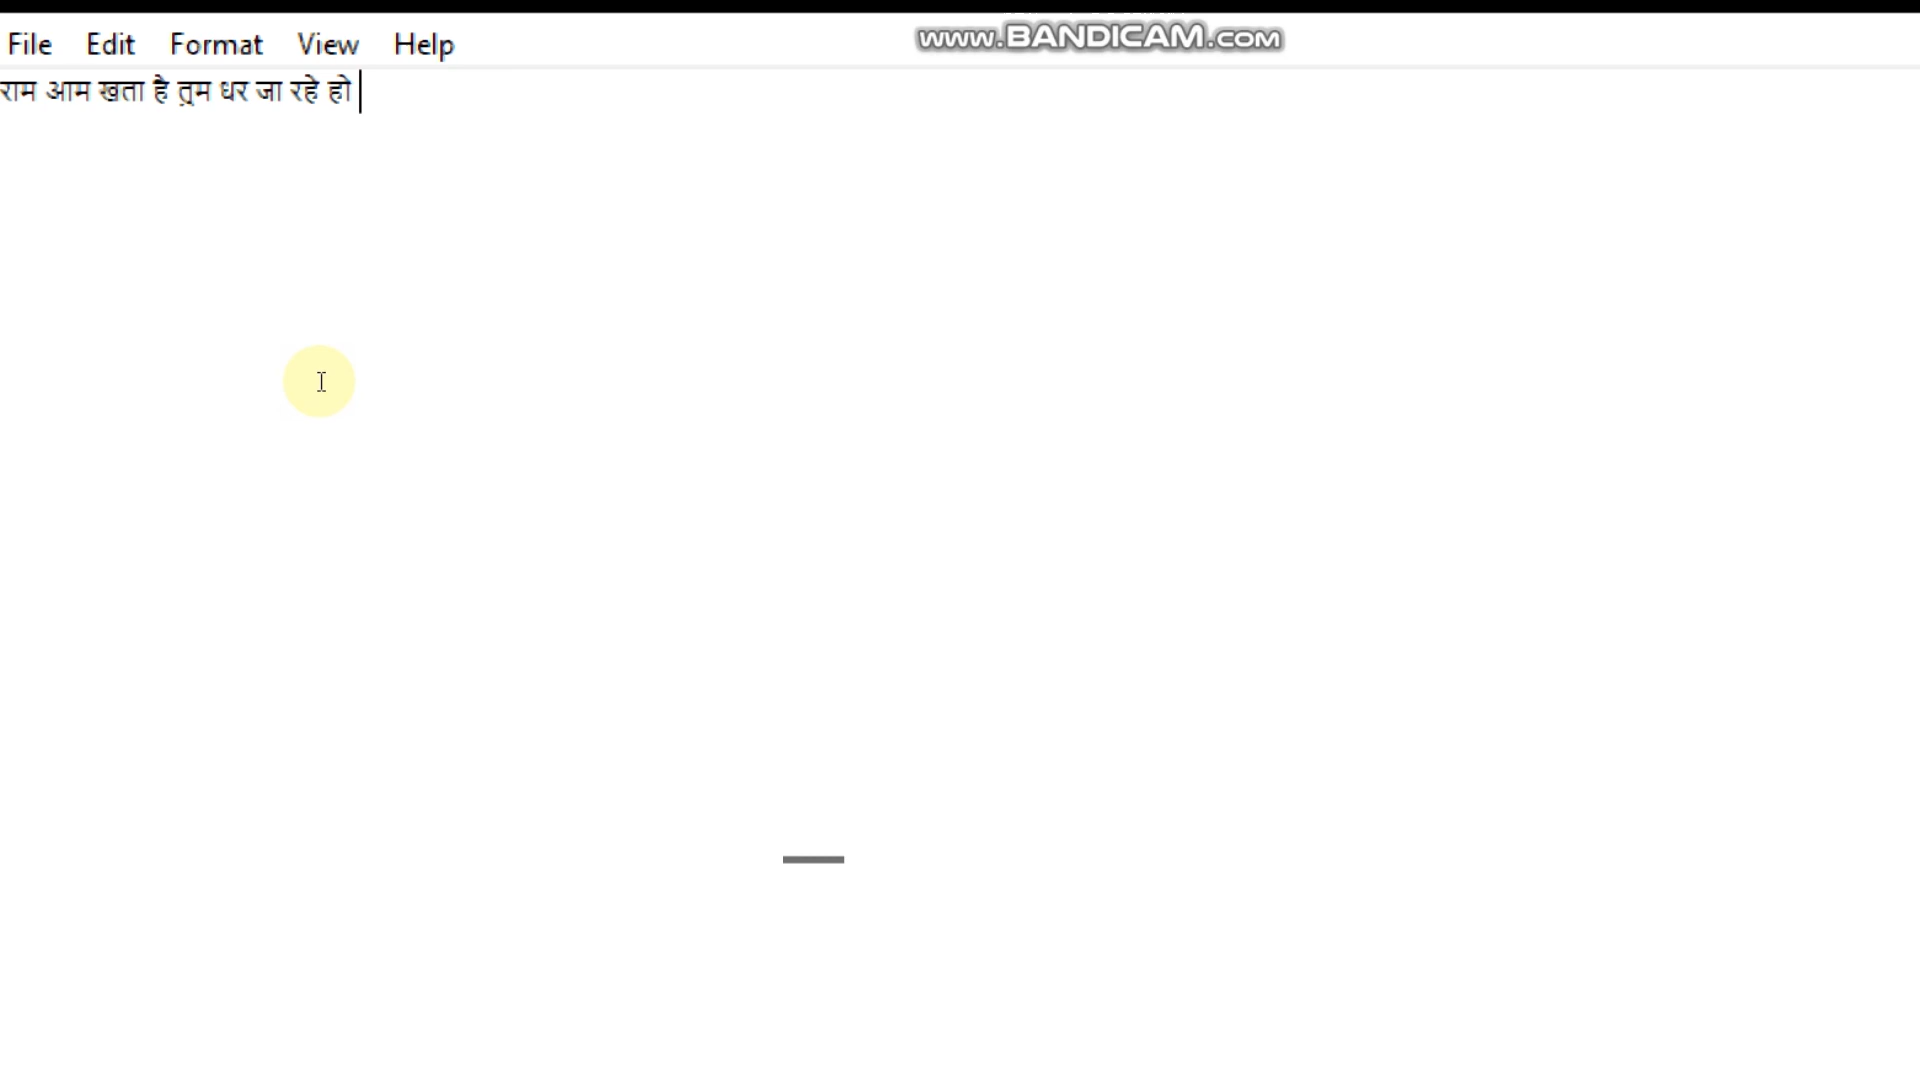 www.BANDICAM.com
File Edit Format View Help
राम आम खता है तुम धर जा रहे हो